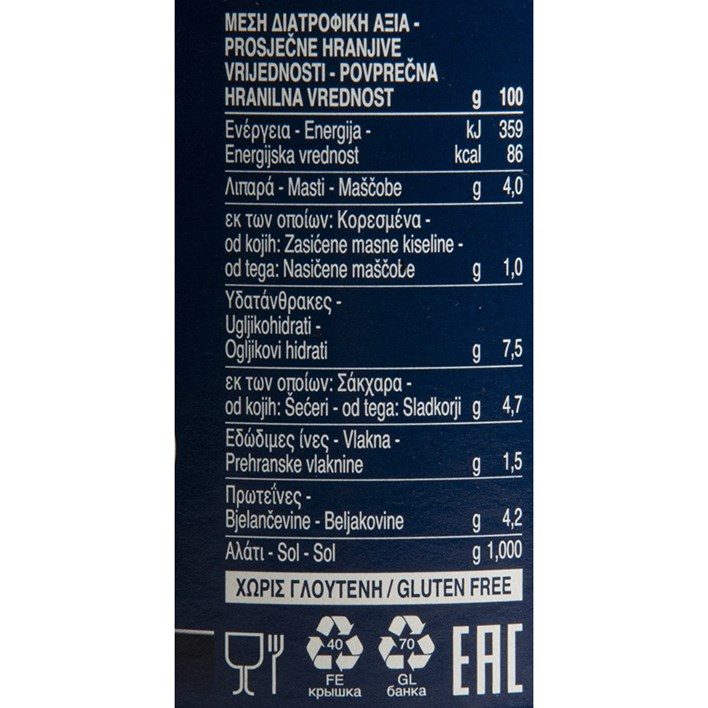 ΜΕΣΗ ΔΙΑΤΡΟΦΙΚΗ ΑΞΙΑ -
PROSJEČNE HRANJIVE
VRIJEDNOSTI - POVPREČNA
HRANILNA VREDNOST g 100
Ενέργεια - Energija - kJ 359
Energijska vrednost kcal 86
Λιπαρά - Masti - Maščobe g 4,0
εκ των οποίων: Κορεσμένα -
od kojih: Zasićene masne kiseline -
od tega: Nasičene maščobe g 1,0
Υδατάνθρακες -
Ugljikohidrati -
Ogljikovi hidrati g 7,5
εκ των οποίων: Σάκχαρα -
od kojih: Šećeri - od tega: Sladkorji g 4,7
Εδώδιμες ίνες - Vlakna -
Prehranske vlaknine g 1,5
Πρωτεΐνες -
Bjelančevine - Beljakovine g 4,2
Αλάτι - Sol - Sol g 1,000
ΧΩΡΙΣ ΓΛΟΥΤΕΝΗ / GLUTEN FREE
40 70 EAC
FE GL
крышка банка